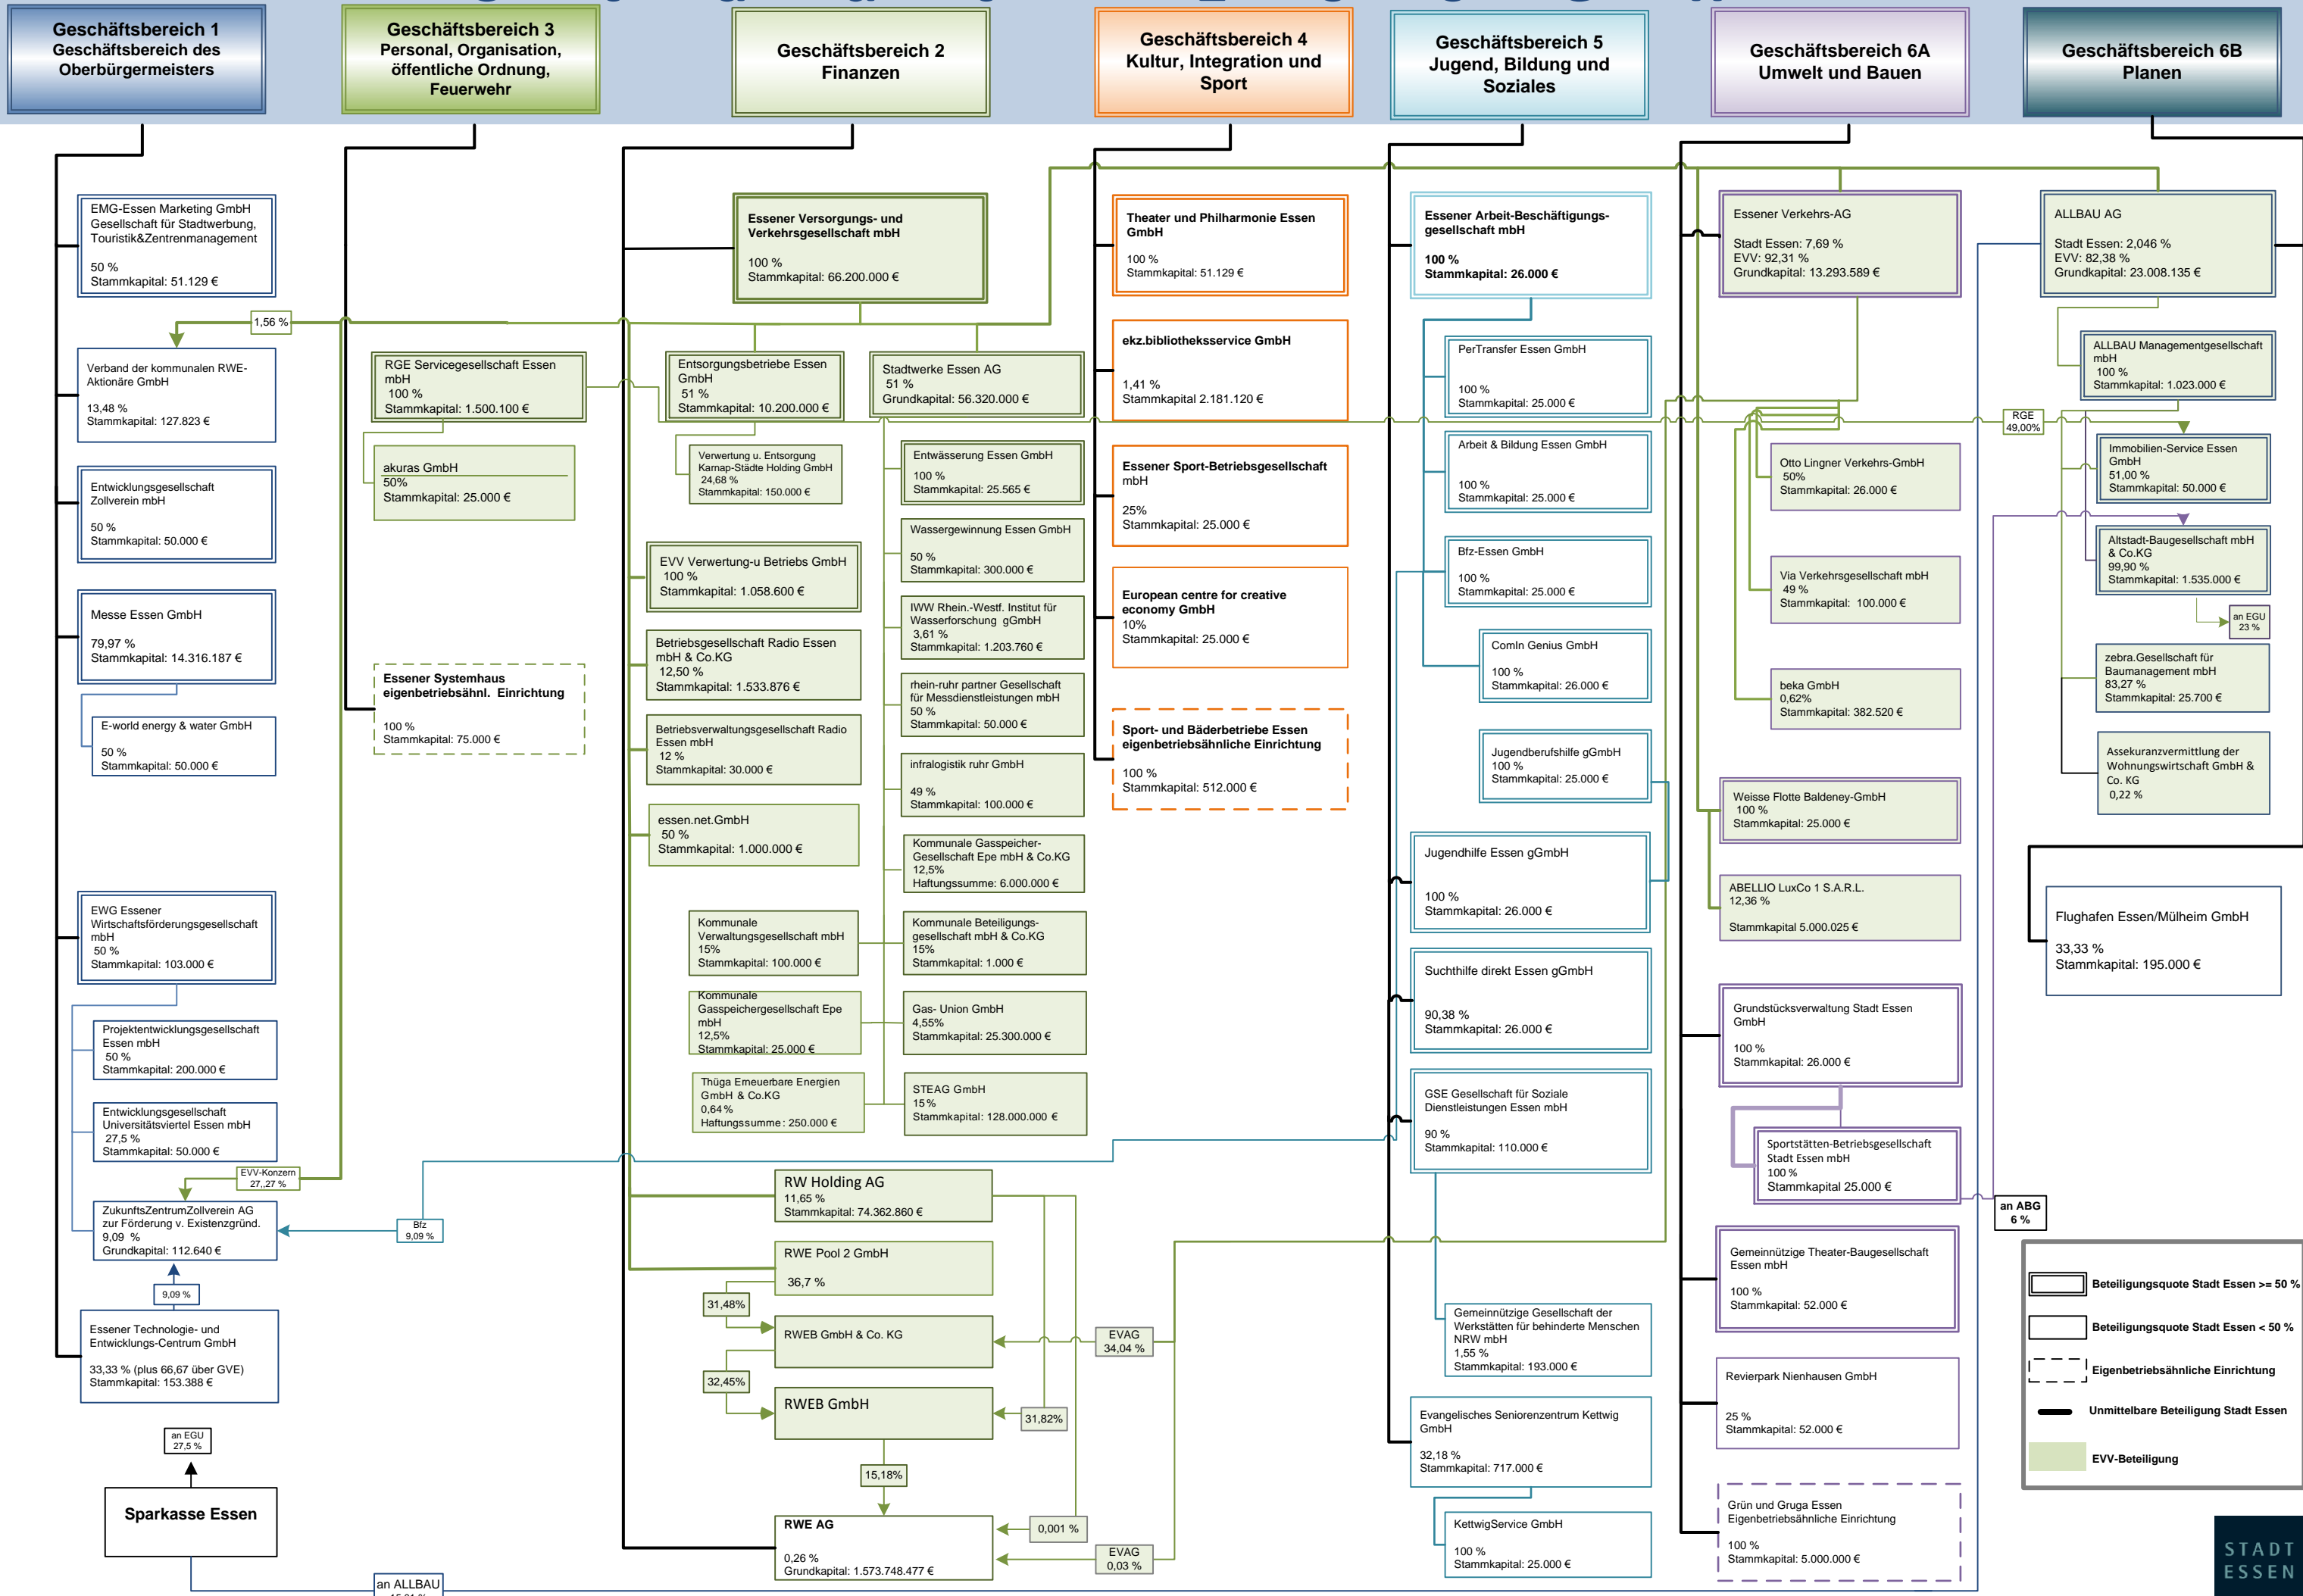 Geschäftsbereich 1
Geschäftsbereich des
Oberbürgermeisters
Geschäftsbereich 3
Personal, Organisation,
öffentliche Ordnung,
Feuerwehr
Geschäftsbereich 2
Finanzen
Geschäftsbereich 4
Kultur, Integration und
Sport
Geschäftsbereich 5
Jugend, Bildung und
Soziales
Geschäftsbereich 6A
Umwelt und Bauen
Geschäftsbereich 6B
Planen
EMG-Essen Marketing GmbH
Gesellschaft für Stadtwerbung,
Touristik&Zentrenmanagement
50 %
Stammkapital: 51.129 €
1,56 %
Verband der kommunalen RWE-
Aktionäre GmbH
13,48 %
Stammkapital: 127.823 €
Entwicklungsgesellschaft
Zollverein mbH
50 %
Stammkapital: 50.000 €
Messe Essen GmbH
79,97 %
Stammkapital: 14.316.187 €
E-world energy & water GmbH
50 %
Stammkapital: 50.000 €
EWG Essener
Wirtschaftsförderungsgesellschaft
mbH
50 %
Stammkapital: 103.000 €
Projektentwicklungsgesellschaft
Essen mbH
50 %
Stammkapital: 200.000 €
Entwicklungsgesellschaft
Universitätsviertel Essen mbH
27,5 %
Stammkapital: 50.000 €
EVV-Konzern
27,,27 %
ZukunftsZentrumZollverein AG
zur Förderung v. Existenzgründ.
9,09 %
Grundkapital: 112.640 €
Bfz
9,09 %
9,09 %
Essener Technologie- und
Entwicklungs-Centrum GmbH
33,33 % (plus 66,67 über GVE)
Stammkapital: 153.388 €
an EGU
27,5 %
Sparkasse Essen
an ALLBAU
RGE Servicegesellschaft Essen
mbH
100 %
Stammkapital: 1.500.100 €
akuras GmbH
50%
Stammkapital: 25.000 €
Essener Systemhaus
eigenbetriebsähnl. Einrichtung
100 %
Stammkapital: 75.000 €
Essener Versorgungs- und
Verkehrsgesellschaft mbH
100 %
Stammkapital: 66.200.000 €
Entsorgungsbetriebe Essen
GmbH
51 %
Stammkapital: 10.200.000 €
Stadtwerke Essen AG
51 %
Grundkapital: 56.320.000 €
Verwertung u. Entsorgung
Karnap-Städte Holding GmbH
24,68 %
Stammkapital: 150.000 €
Entwässerung Essen GmbH
100 %
Stammkapital: 25.565 €
Wassergewinnung Essen GmbH
50 %
Stammkapital: 300.000 €
EVV Verwertung-u Betriebs GmbH
100 %
Stammkapital: 1.058.600 €
IWW Rhein.-Westf. Institut für
Wasserforschung gGmbH
3,61 %
Stammkapital: 1.203.760 €
Betriebsgesellschaft Radio Essen
mbH & Co.KG
12,50 %
Stammkapital: 1.533.876 €
rhein-ruhr partner Gesellschaft
für Messdienstleistungen mbH
50 %
Stammkapital: 50.000 €
Betriebsverwaltungsgesellschaft Radio
Essen mbH
12 %
Stammkapital: 30.000 €
infralogistik ruhr GmbH
49 %
Stammkapital: 100.000 €
essen.net.GmbH
50 %
Stammkapital: 1.000.000 €
Kommunale Gasspeicher-
Gesellschaft Epe mbH & Co.KG
12,5%
Haftungssumme: 6.000.000 €
Kommunale
Verwaltungsgesellschaft mbH
15%
Stammkapital: 100.000 €
Kommunale Beteiligungs-
gesellschaft mbH & Co.KG
15%
Stammkapital: 1.000 €
Kommunale
Gasspeichergesellschaft Epe
mbH
12,5%
Stammkapital: 25.000 €
Gas- Union GmbH
4,55%
Stammkapital: 25.300.000 €
Thüga Erneuerbare Energien
GmbH & Co.KG
0,64%
Haftungssumme: 250.000 €
STEAG GmbH
15%
Stammkapital: 128.000.000 €
RW Holding AG
11,65 %
Stammkapital: 74.362.860 €
RWE Pool 2 GmbH
36,7 %
31,48%
RWEB GmbH & Co. KG
EVAG
34,04 %
32,45%
RWEB GmbH
31,82%
15,18%
RWE AG
0,26 %
Grundkapital: 1.573.748.477 €
0,001 %
EVAG
0,03 %
Theater und Philharmonie Essen
GmbH
100 %
Stammkapital: 51.129 €
ekz.bibliotheksservice GmbH
1,41 %
Stammkapital 2.181.120 €
Essener Sport-Betriebsgesellschaft
mbH
25%
Stammkapital: 25.000 €
European centre for creative
economy GmbH
10%
Stammkapital: 25.000 €
Sport- und Bäderbetriebe Essen
eigenbetriebsähnliche Einrichtung
100 %
Stammkapital: 512.000 €
Essener Arbeit-Beschäftigungs-
gesellschaft mbH
100 %
Stammkapital: 26.000 €
PerTransfer Essen GmbH
100 %
Stammkapital: 25.000 €
Arbeit & Bildung Essen GmbH
100 %
Stammkapital: 25.000 €
Bfz-Essen GmbH
100 %
Stammkapital: 25.000 €
ComIn Genius GmbH
100 %
Stammkapital: 26.000 €
Jugendberufshilfe gGmbH
100 %
Stammkapital: 25.000 €
Jugendhilfe Essen gGmbH
100 %
Stammkapital: 26.000 €
Suchthilfe direkt Essen gGmbH
90,38 %
Stammkapital: 26.000 €
GSE Gesellschaft für Soziale
Dienstleistungen Essen mbH
90 %
Stammkapital: 110.000 €
Gemeinnützige Gesellschaft der
Werkstätten für behinderte Menschen
NRW mbH
1,55 %
Stammkapital: 193.000 €
Evangelisches Seniorenzentrum Kettwig
GmbH
32,18 %
Stammkapital: 717.000 €
KettwigService GmbH
100 %
Stammkapital: 25.000 €
Essener Verkehrs-AG
Stadt Essen: 7,69 %
EVV: 92,31 %
Grundkapital: 13.293.589 €
Otto Lingner Verkehrs-GmbH
50%
Stammkapital: 26.000 €
Via Verkehrsgesellschaft mbH
49 %
Stammkapital: 100.000 €
beka GmbH
0,62%
Stammkapital: 382.520 €
Weisse Flotte Baldeney-GmbH
100 %
Stammkapital: 25.000 €
ABELLIO LuxCo 1 S.A.R.L.
12,36 %
Stammkapital 5.000.025 €
Grundstücksverwaltung Stadt Essen
GmbH
100 %
Stammkapital: 26.000 €
Sportstätten-Betriebsgesellschaft
Stadt Essen mbH
100 %
Stammkapital 25.000 €
an ABG
6 %
Gemeinnützige Theater-Baugesellschaft
Essen mbH
100 %
Stammkapital: 52.000 €
Revierpark Nienhausen GmbH
25 %
Stammkapital: 52.000 €
Grün und Gruga Essen
Eigenbetriebsähnliche Einrichtung
100 %
Stammkapital: 5.000.000 €
ALLBAU AG
Stadt Essen: 2,046 %
EVV: 82,38 %
Grundkapital: 23.008.135 €
ALLBAU Managementgesellschaft
mbH
100 %
Stammkapital: 1.023.000 €
RGE
49,00%
Immobilien-Service Essen
GmbH
51,00 %
Stammkapital: 50.000 €
Altstadt-Baugesellschaft mbH
& Co.KG
99,90 %
Stammkapital: 1.535.000 €
an EGU
23 %
zebra.Gesellschaft für
Baumanagement mbH
83,27 %
Stammkapital: 25.700 €
Assekuranzvermittlung der
Wohnungswirtschaft GmbH &
Co. KG
0,22 %
Flughafen Essen/Mülheim GmbH
33,33 %
Stammkapital: 195.000 €
Beteiligungsquote Stadt Essen >= 50 %
Beteiligungsquote Stadt Essen < 50 %
Eigenbetriebsähnliche Einrichtung
Unmittelbare Beteiligung Stadt Essen
EVV-Beteiligung
STADT
ESSEN